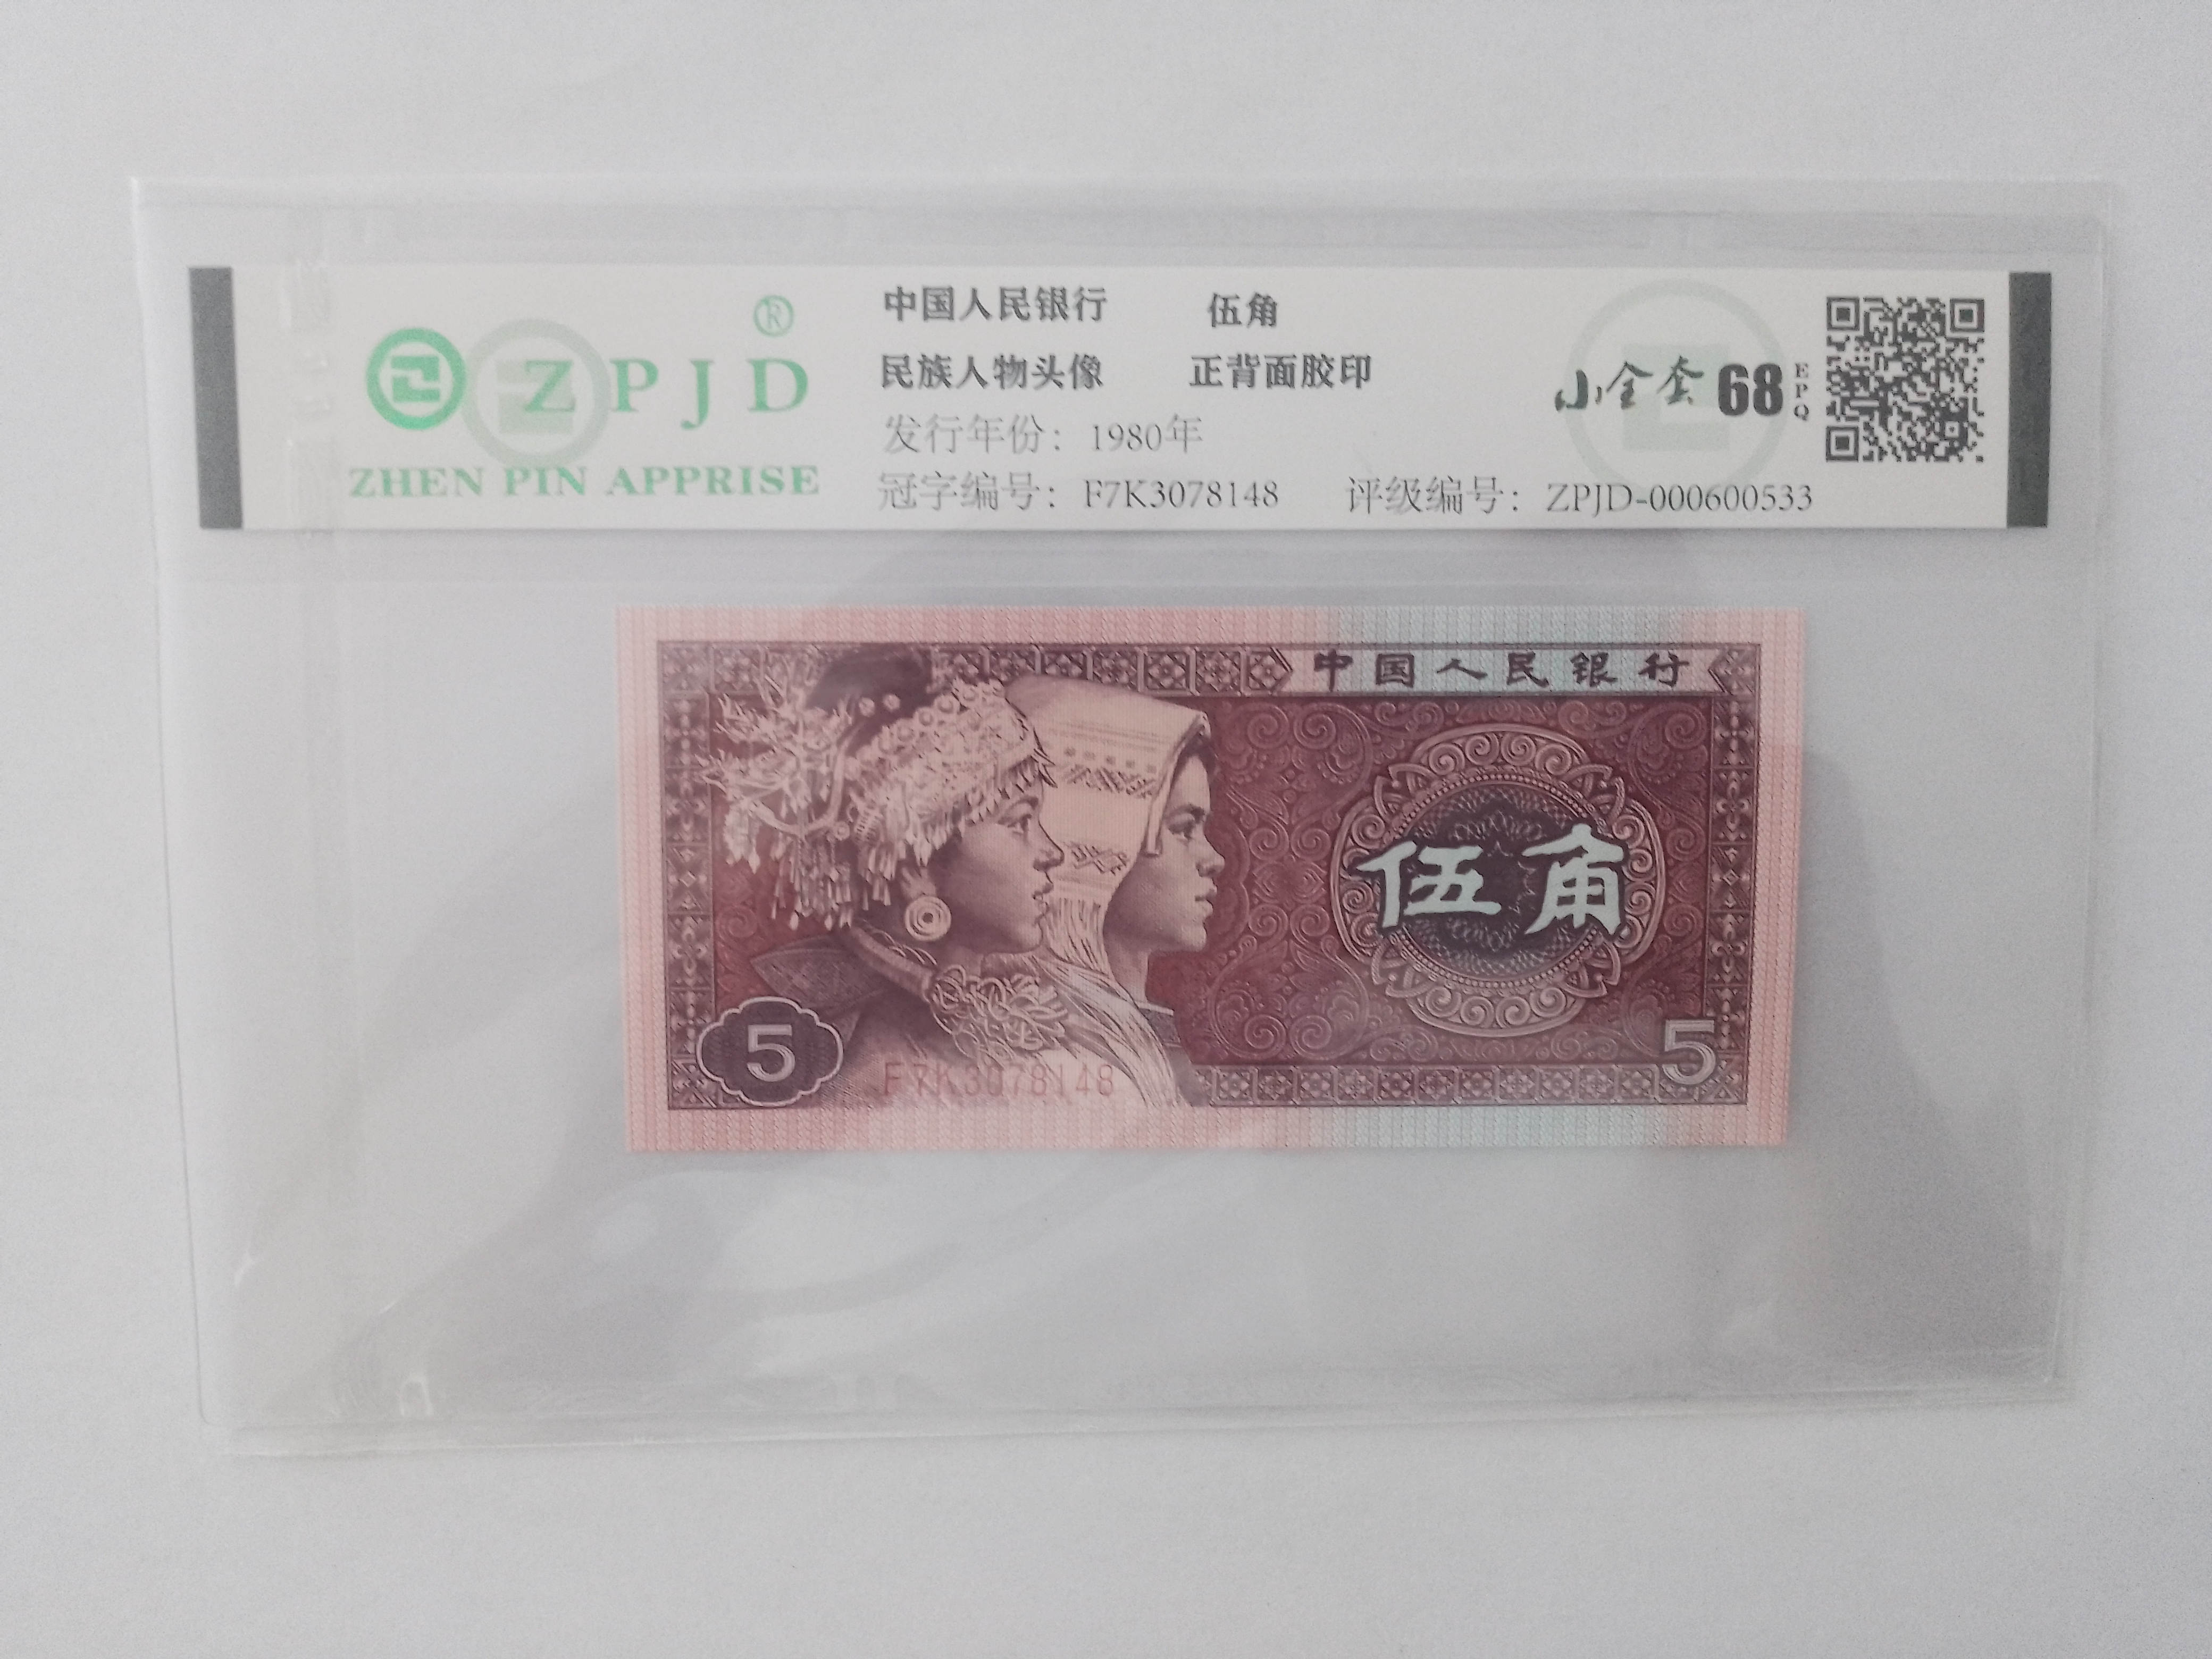 ®
ZPJD
ZHEN PIN APPRISE
中国人民银行 伍角
民族人物头像 正背面胶印
发行年份：1980年
冠字编号：F7K3078148 评级编号：ZPJD-000600533
小全套 68 EPQ
中国人民银行
伍角
5
F7K3078148
5